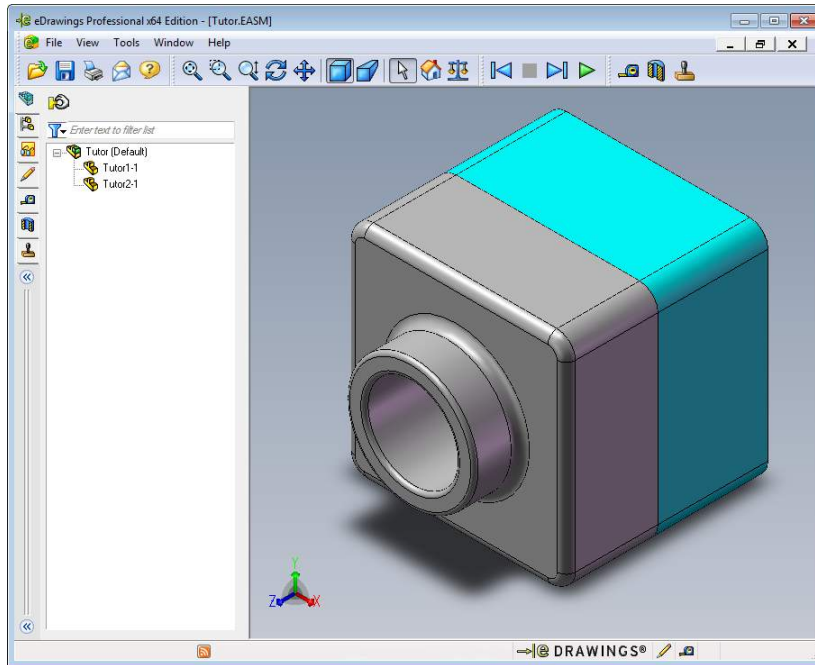 eDrawings Professional x64 Edition - [Tutor.EASM]
File View Tools Window Help
Enter text to filter list
Tutor (Default)
Tutor1-1
Tutor2-1
Y
Z X
DRAWINGS®